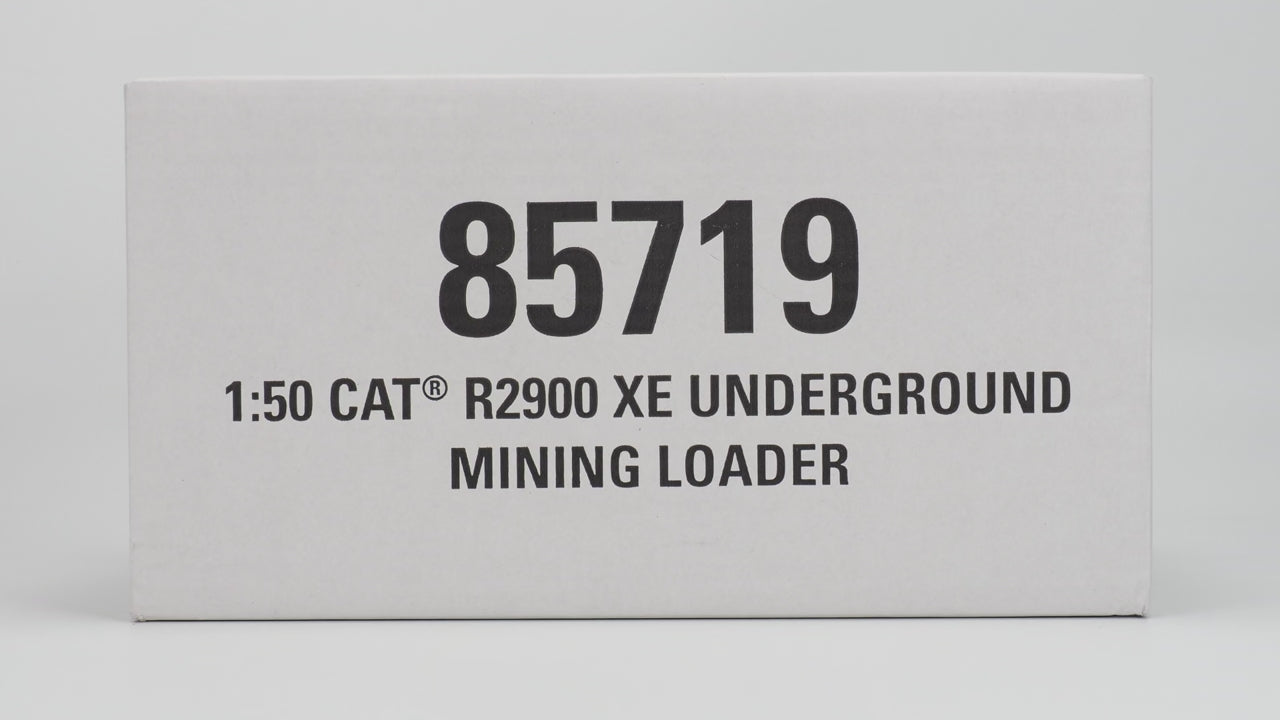 85719
1:50 CAT® R2900 XE UNDERGROUND
MINING LOADER